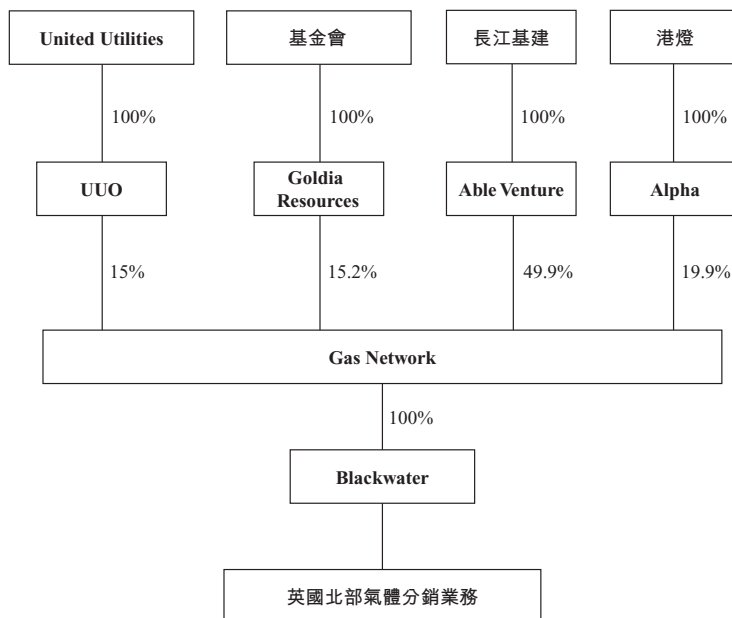 United Utilities
基金會
長江基建
港燈
100%
100%
100%
100%
UUO
Goldia
Resources
Able Venture
Alpha
15%
15.2%
49.9%
19.9%
Gas Network
100%
Blackwater
英國北部氣體分銷業務